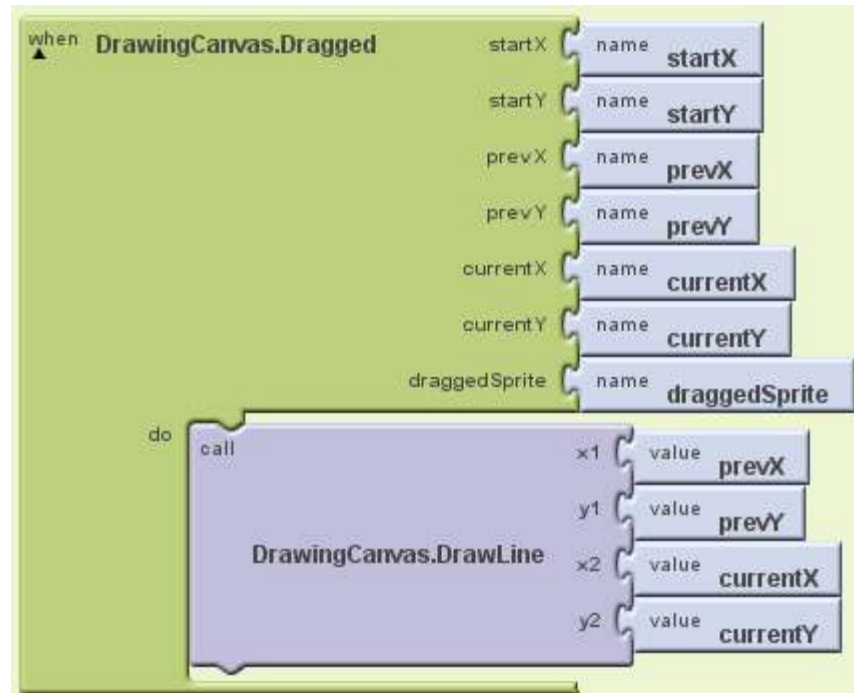 when DrawingCanvas.Dragged startX name startX
startY name startY
prevX name prevX
prevY name prevY
currentX name currentX
currentY name currentY
draggedSprite name draggedSprite
do call x1 value prevX
y1 value prevY
DrawingCanvas.DrawLine x2 value currentX
y2 value currentY